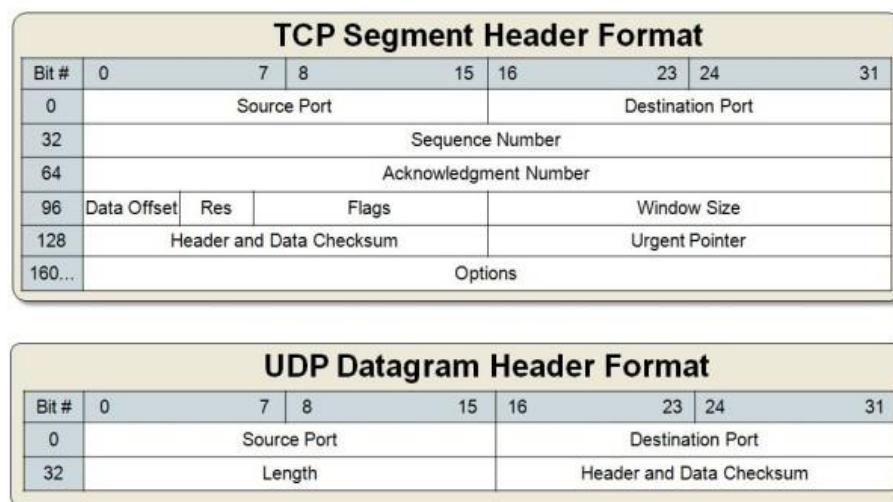 TCP Segment Header Format
Bit # 0 7 8 15 16 23 24 31
0 Source Port Destination Port
32 Sequence Number
64 Acknowledgment Number
96 Data Offset Res Flags Window Size
128 Header and Data Checksum Urgent Pointer
160... Options
UDP Datagram Header Format
Bit # 0 7 8 15 16 23 24 31
0 Source Port Destination Port
32 Length Header and Data Checksum